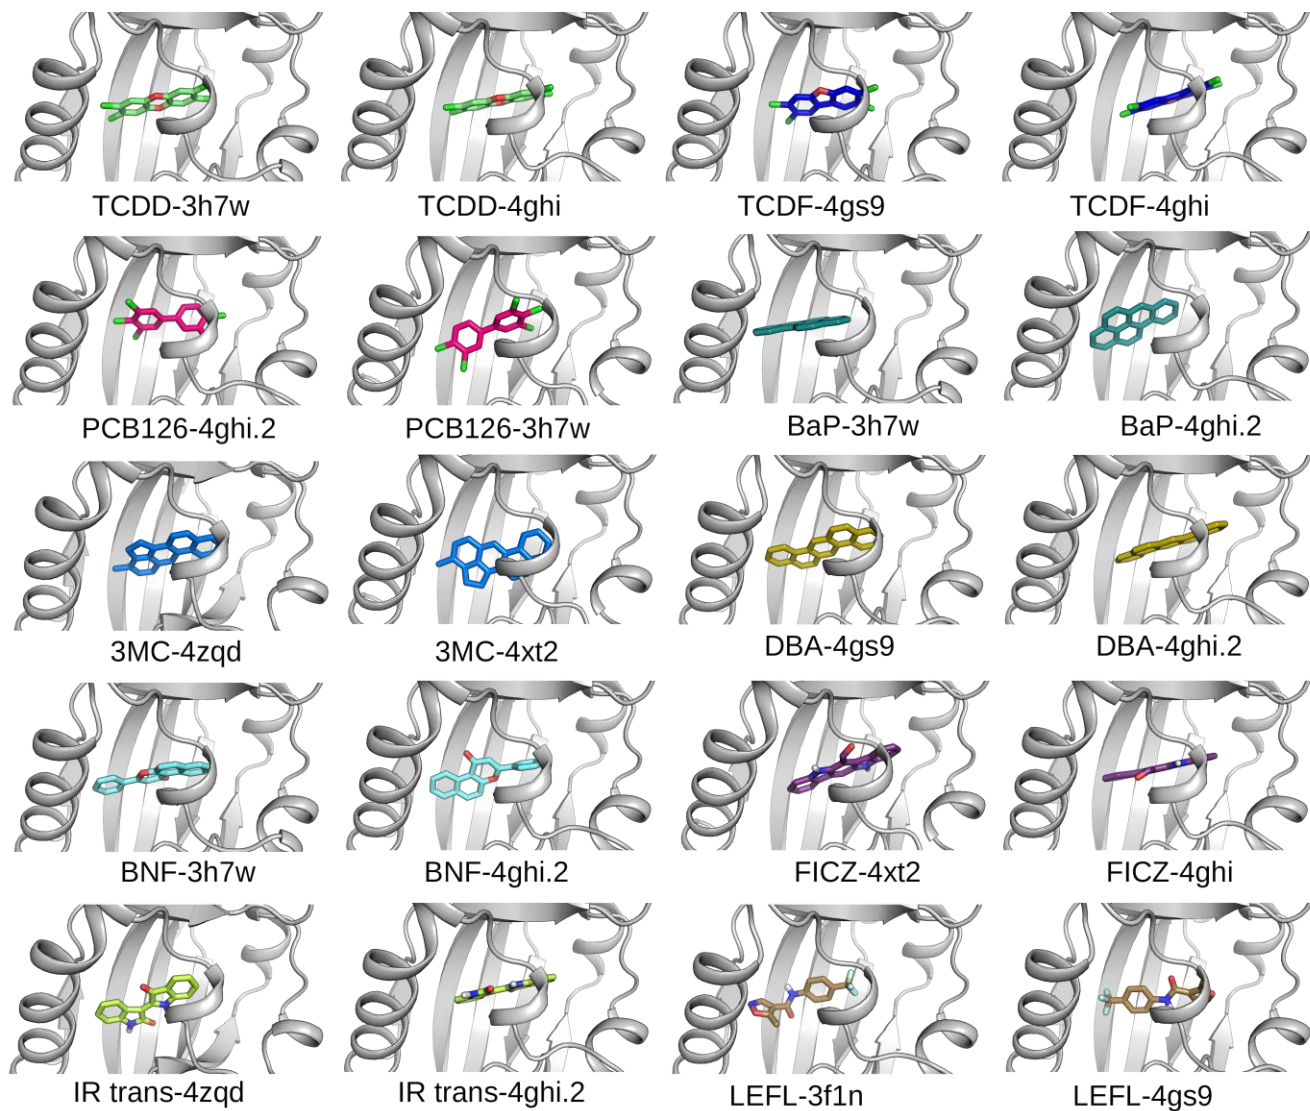 TCDD-3h7w
TCDD-4ghi
TCDF-4gs9
TCDF-4ghi
PCB126-4ghi.2
PCB126-3h7w
BaP-3h7w
BaP-4ghi.2
3MC-4zqd
3MC-4xt2
DBA-4gs9
DBA-4ghi.2
BNF-3h7w
BNF-4ghi.2
FICZ-4xt2
FICZ-4ghi
IR trans-4zqd
IR trans-4ghi.2
LEFL-3f1n
LEFL-4gs9